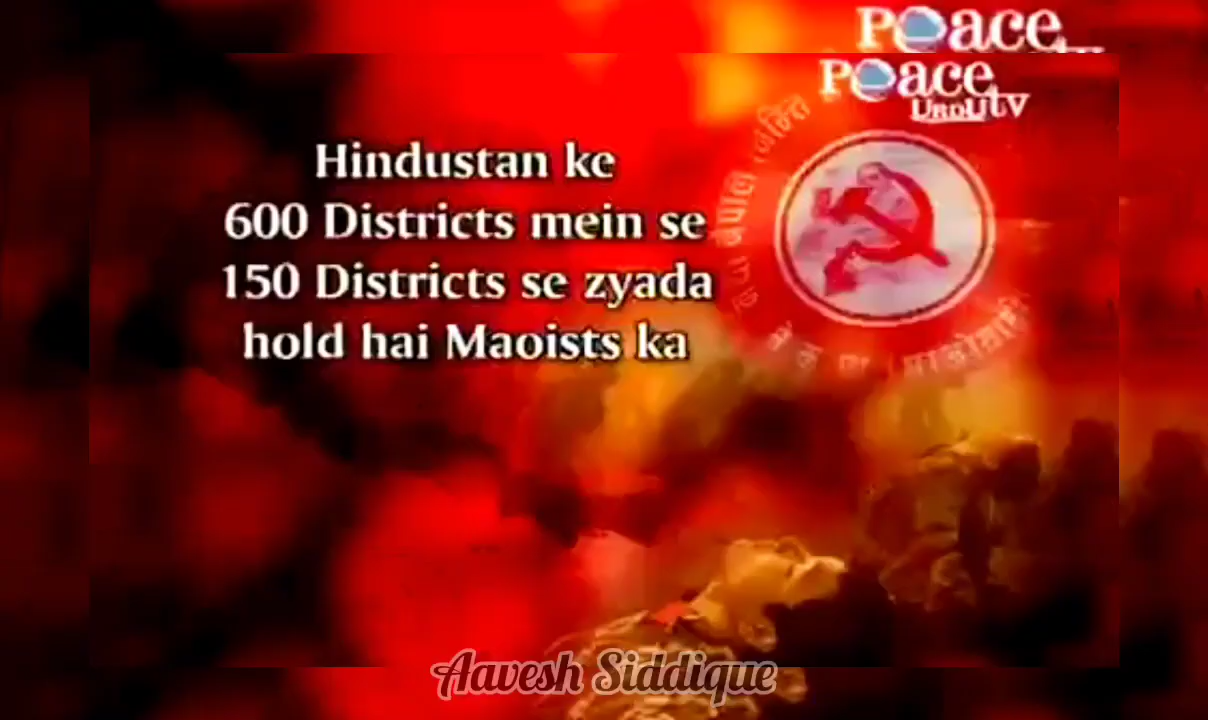 Peace
tv
Peace
Urdu tv
Hindustan ke
600 Districts mein se
150 Districts se zyada
hold hai Maoists ka
Aavesh Siddique